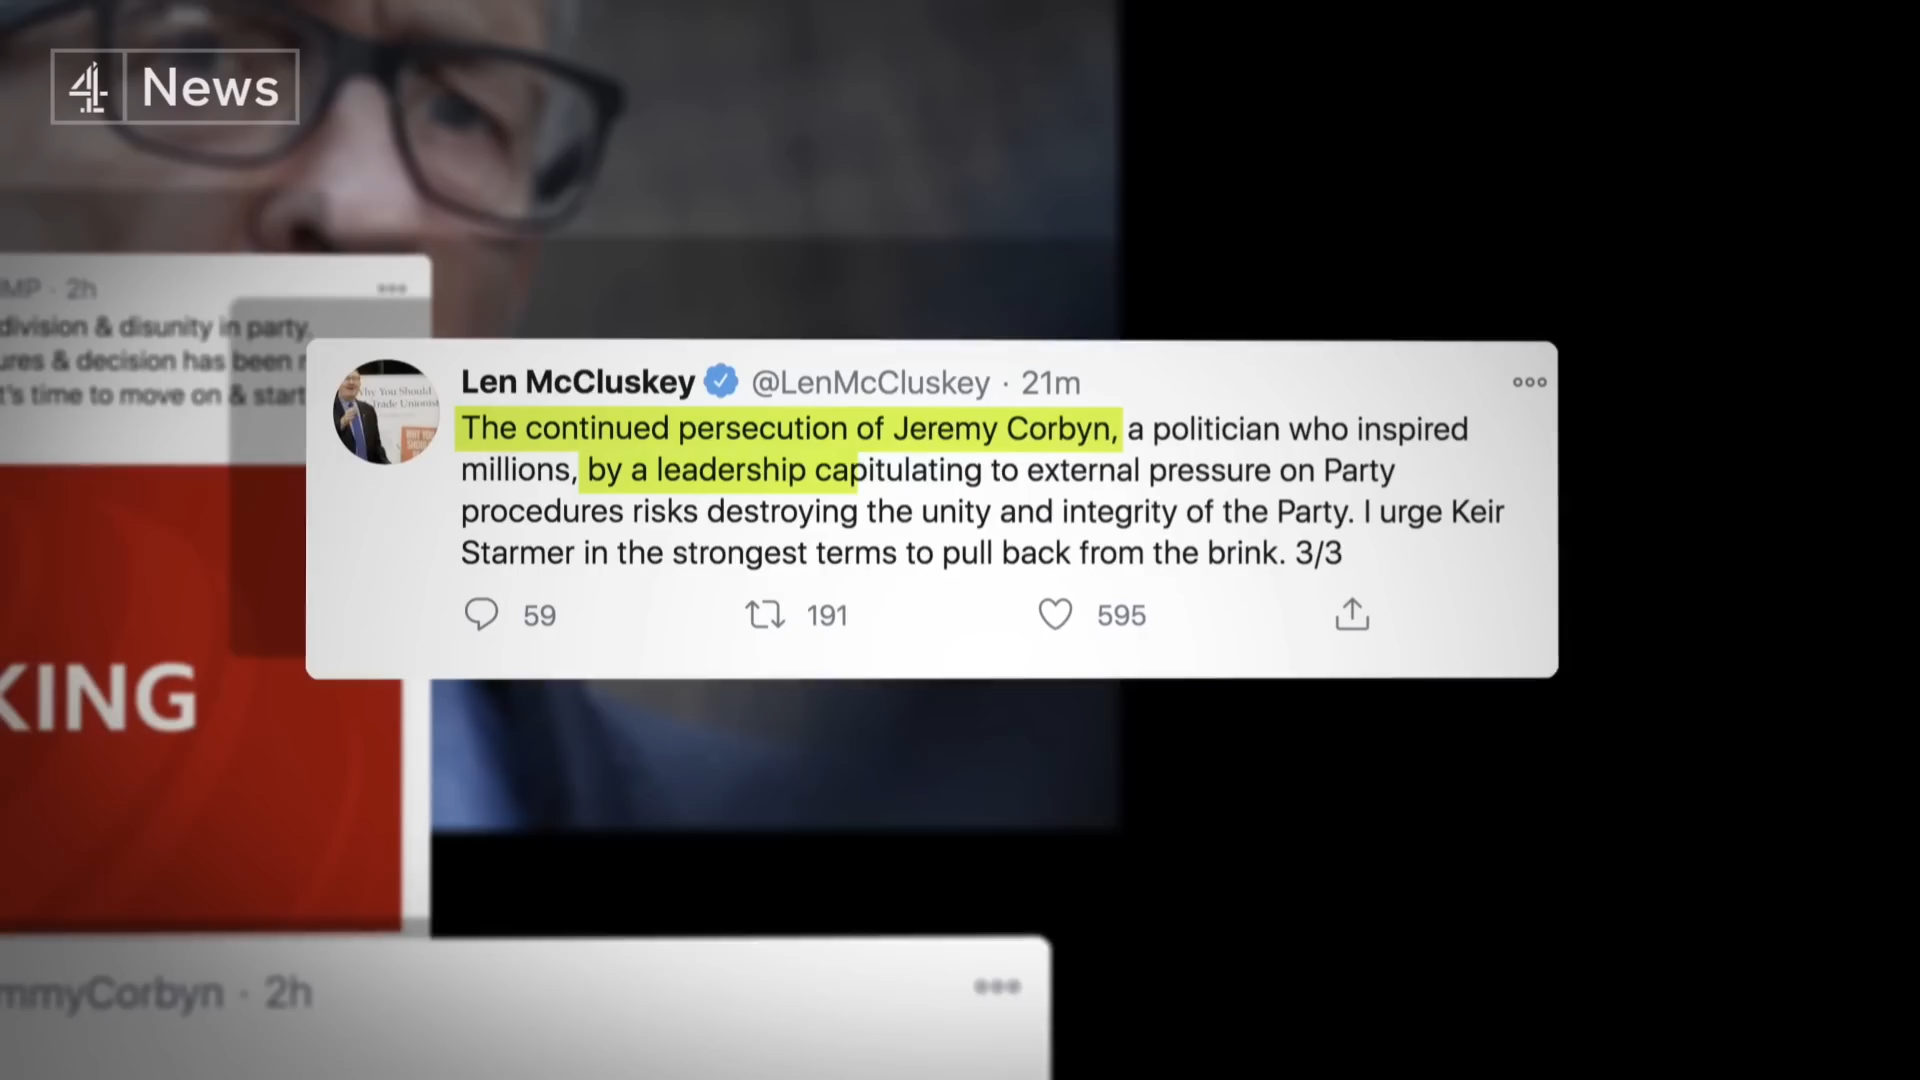 4 News
MP · 2h
division & disunity in party.
ures & decision has been
's time to move on & start
Len McCluskey @LenMcCluskey · 21m
The continued persecution of Jeremy Corbyn, a politician who inspired
millions, by a leadership capitulating to external pressure on Party
procedures risks destroying the unity and integrity of the Party. I urge Keir
Starmer in the strongest terms to pull back from the brink. 3/3
59 191 595
KING
mmyCorbyn · 2h